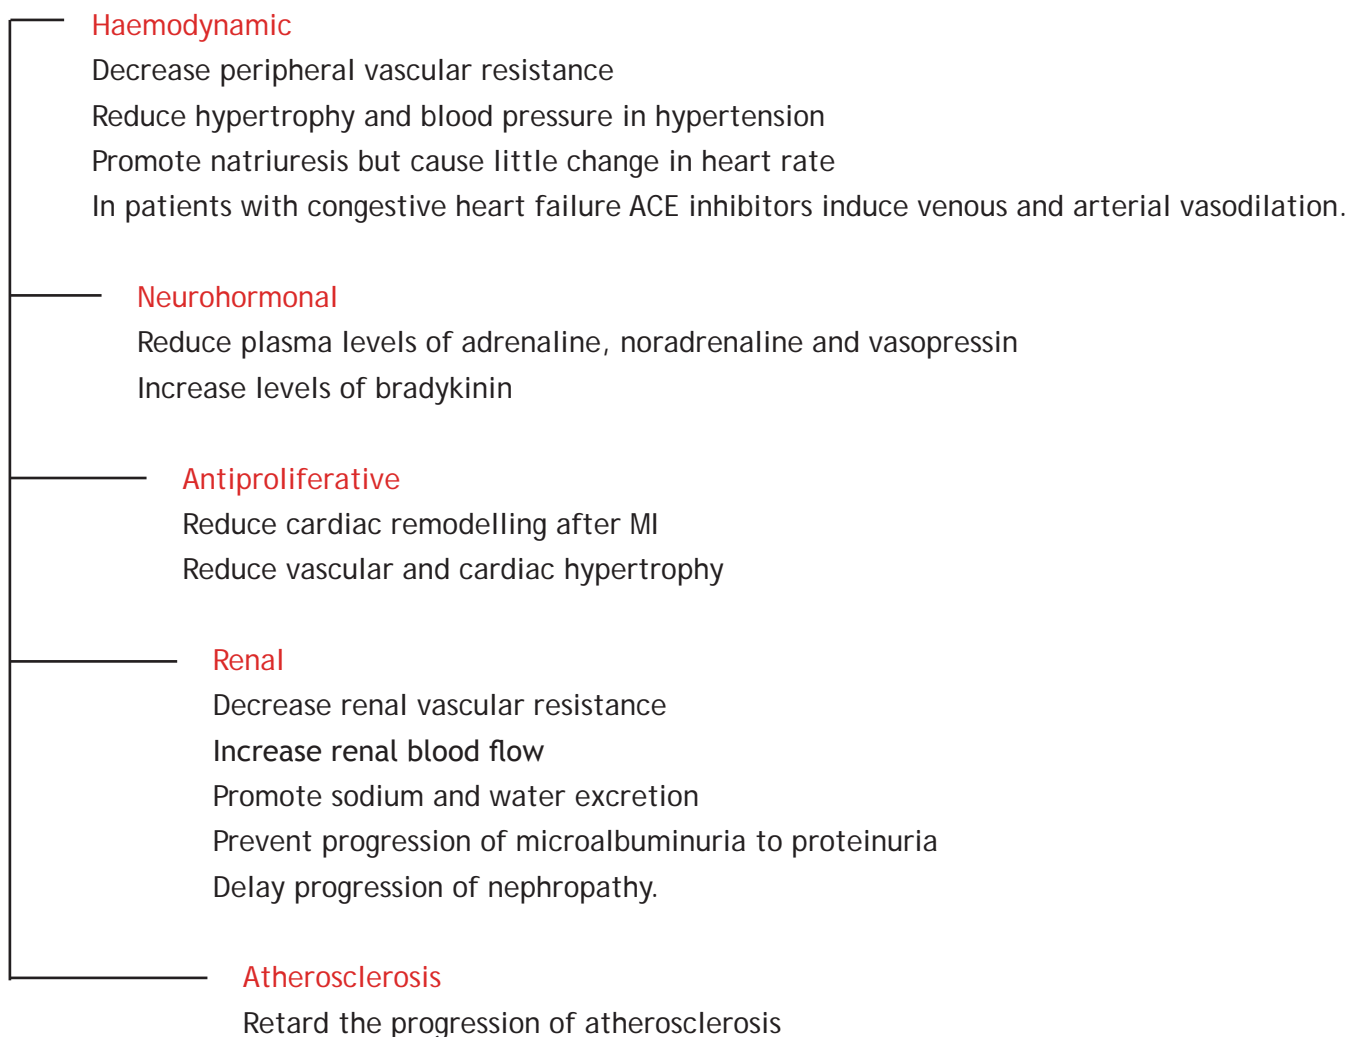 Haemodynamic
Decrease peripheral vascular resistance
Reduce hypertrophy and blood pressure in hypertension
Promote natriuresis but cause little change in heart rate
In patients with congestive heart failure ACE inhibitors induce venous and arterial vasodilation.
Neurohormonal
Reduce plasma levels of adrenaline, noradrenaline and vasopressin
Increase levels of bradykinin
Antiproliferative
Reduce cardiac remodelling after MI
Reduce vascular and cardiac hypertrophy
Renal
Decrease renal vascular resistance
Increase renal blood flow
Promote sodium and water excretion
Prevent progression of microalbuminuria to proteinuria
Delay progression of nephropathy.
Atherosclerosis
Retard the progression of atherosclerosis